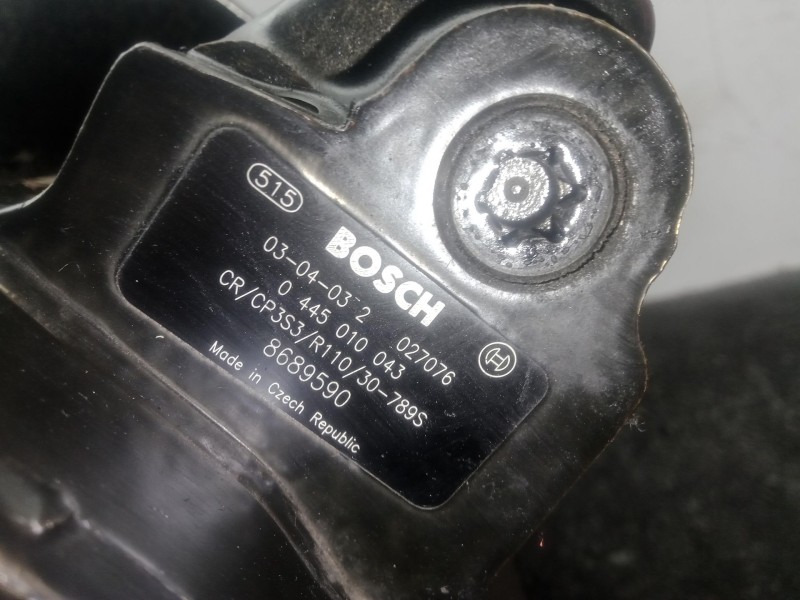 515
BOSCH
03-04-03 2 027076
0 445 010 043
CR/CP3S3/R110/30-789S
8689590
Made in Czech Republic